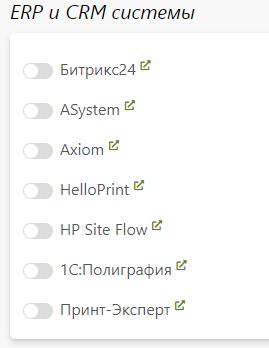 ERP и CRM системы
Битрикс24
ASystem
Axiom
HelloPrint
HP Site Flow
1С:Полиграфия
Принт-Эксперт